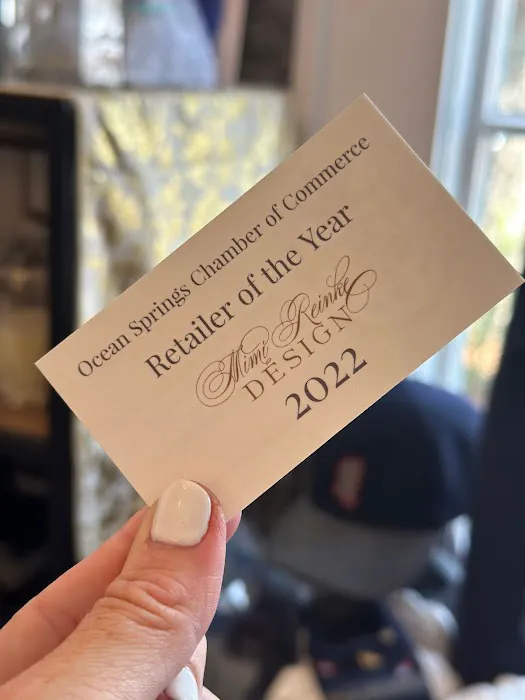 Ocean Springs Chamber of Commerce
Retailer of the Year
Mimi Reinke
DESIGN
2022